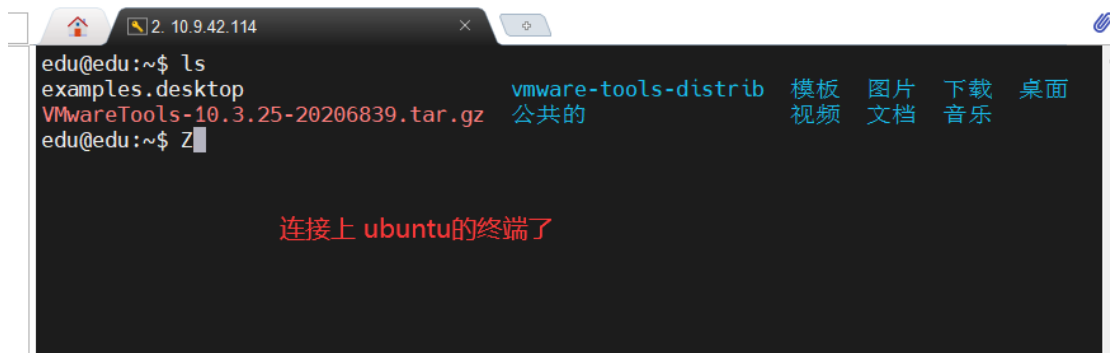 2. 10.9.42.114
edu@edu:~$ ls
examples.desktop vmware-tools-distrib 模板 图片 下载 桌面
VMwareTools-10.3.25-20206839.tar.gz 公共的 视频 文档 音乐
edu@edu:~$ Z
连接上 ubuntu的终端了